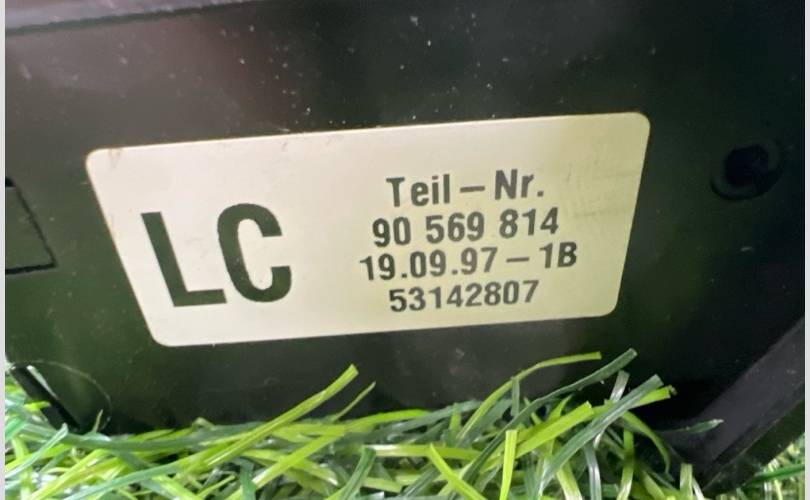 LC
Teil – Nr.
90 569 814
19.09.97 – 1B
53142807